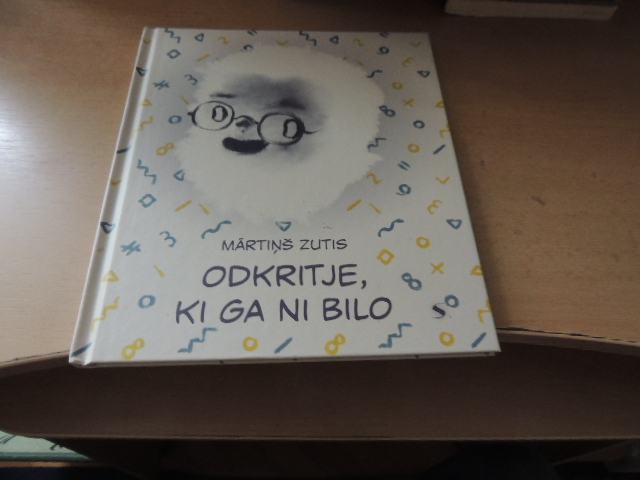 MĀRTIŅŠ ZUTIS
ODKRITJE,
KI GA NI BILO